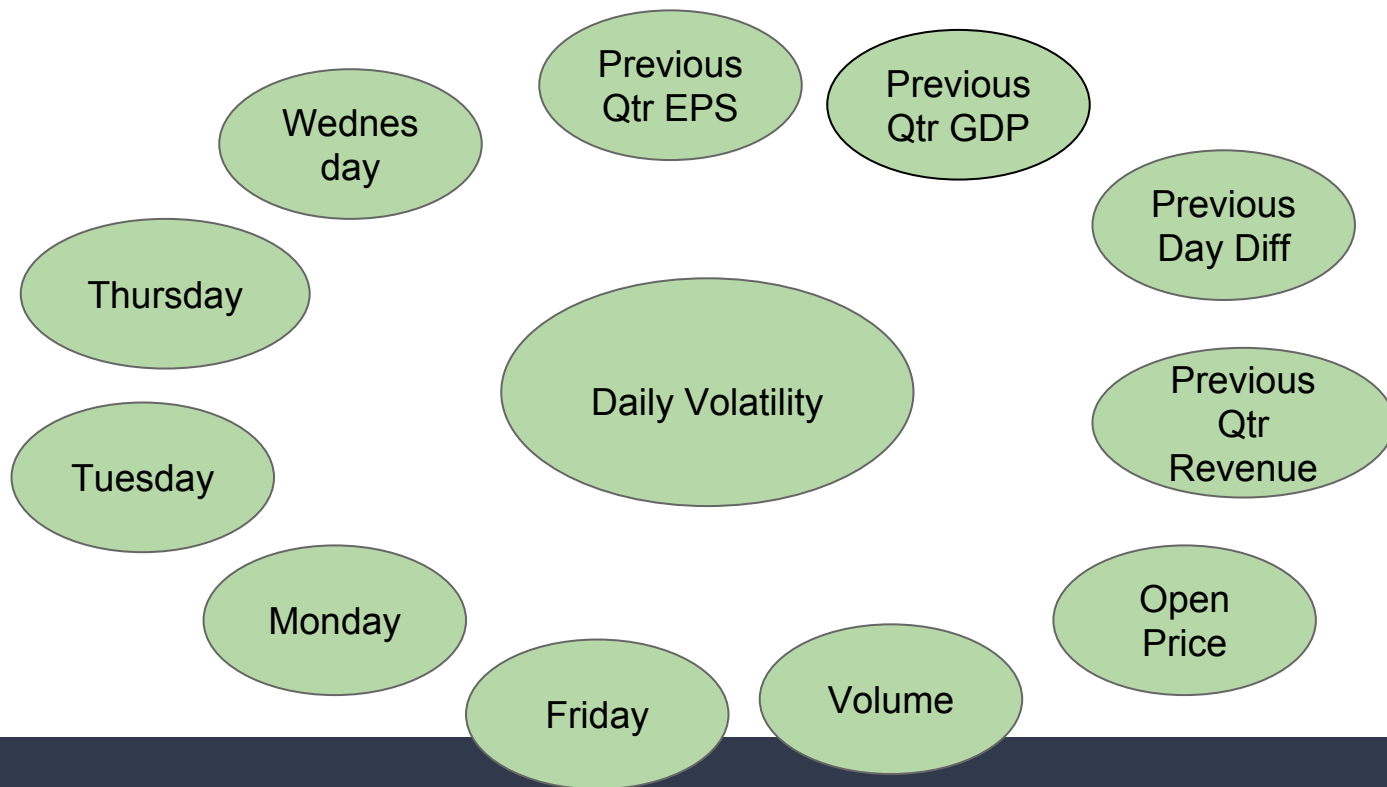 Previous
Qtr EPS
Previous
Qtr GDP
Wednes
day
Previous
Day Diff
Thursday
Daily Volatility
Previous
Qtr
Revenue
Tuesday
Monday
Open
Price
Friday
Volume